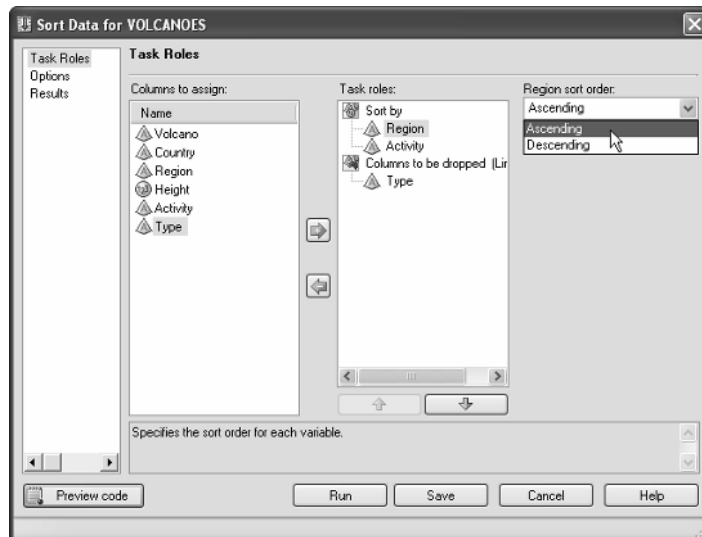 Sort Data for VOLCANOES
Task Roles
Options
Results
Task Roles
Columns to assign:
Name
Volcano
Country
Region
Height
Activity
Type
Task roles:
Sort by
Region
Activity
Columns to be dropped (Lir
Type
Region sort order:
Ascending
Ascending
Descending
Specifies the sort order for each variable.
Preview code
Run
Save
Cancel
Help